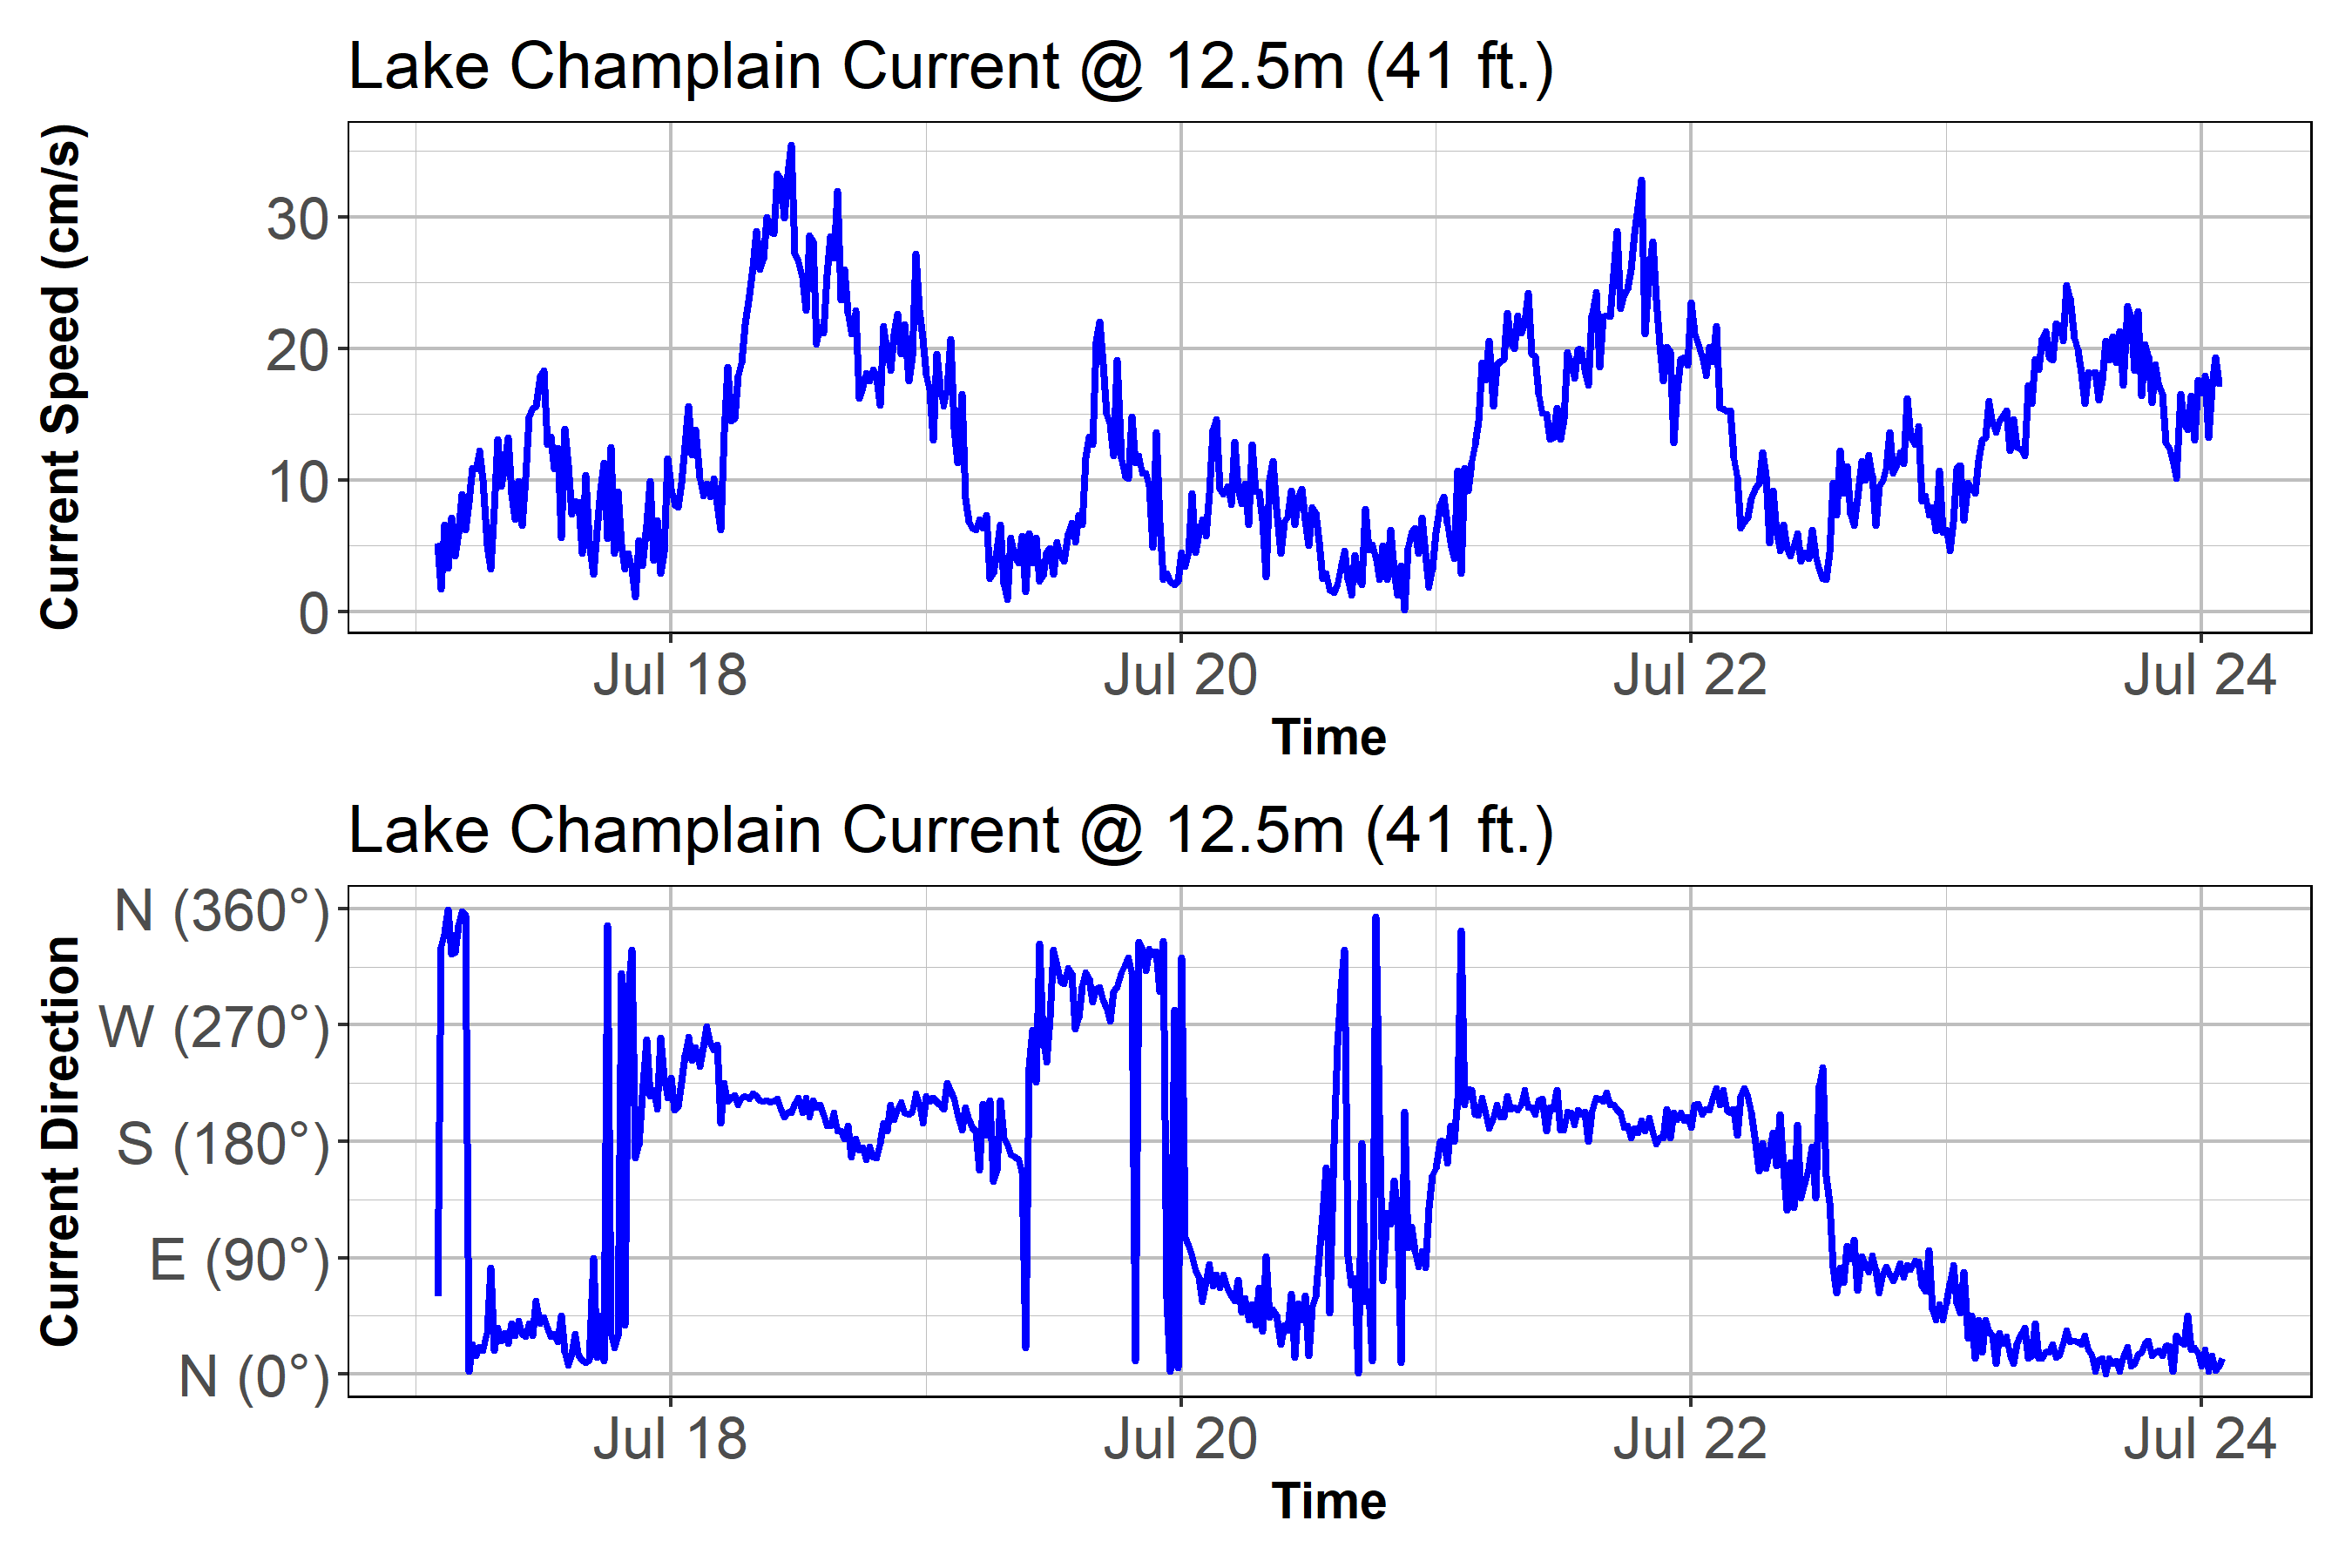 Lake Champlain Current @ 12.5m (41 ft.)
Current Speed (cm/s)
30
20
10
0
Jul 18 Jul 20 Jul 22 Jul 24
Time
Lake Champlain Current @ 12.5m (41 ft.)
Current Direction
N (360°)
W (270°)
S (180°)
E (90°)
N (0°)
Jul 18 Jul 20 Jul 22 Jul 24
Time